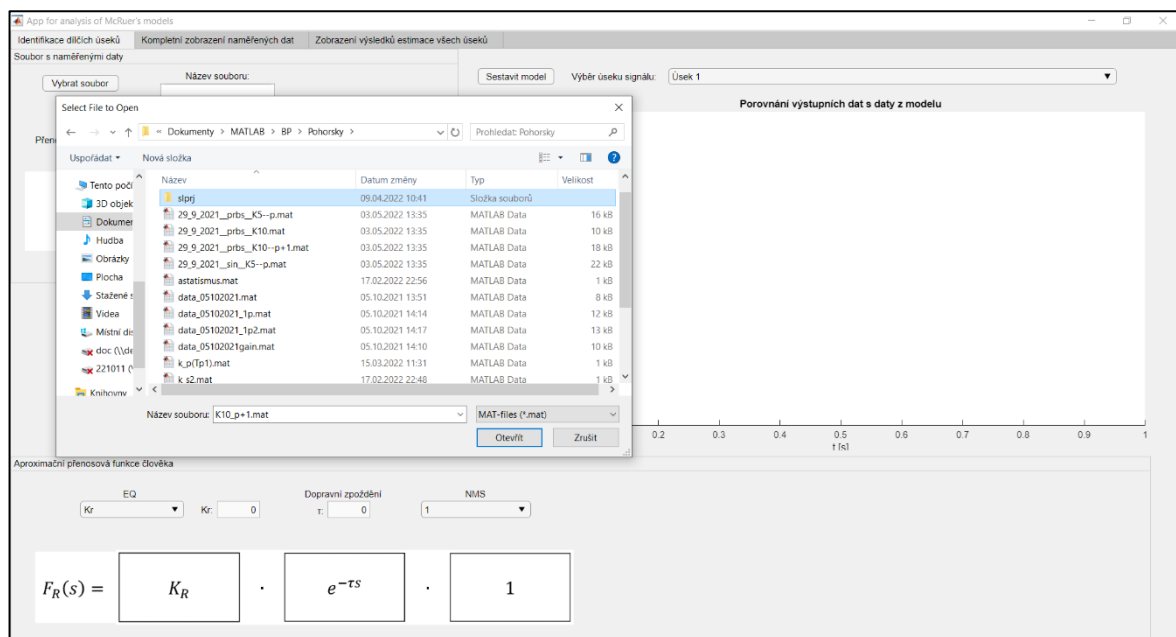 App for analysis of McRuer's models
Identifikace dílčích úseků Kompletní zobrazení naměřených dat Zobrazení výsledků estimace všech úseků
Soubor s naměřenými daty
Vybrat soubor Název souboru: Sestavit model Výběr úseku signálu: Úsek 1
Porovnání výstupních dat s daty z modelu
Select File to Open
Přen
« Dokumenty > MATLAB > BP > Pohorsky > Prohledat: Pohorsky
Uspořádat Nová složka
Název Datum změny Typ Velikost
Tento počí
3D objek
Dokumer
Hudba
Obrázky
Plocha
Stažené s
Videa
Místní dis
doc (\\de
221011 (
Knihovny
slprj 09.04.2022 10:41 Složka souborů
29_9_2021__prbs__K5--p.mat 03.05.2022 13:35 MATLAB Data 16 kB
29_9_2021__prbs__K10.mat 03.05.2022 13:35 MATLAB Data 10 kB
29_9_2021__prbs__K10--p+1.mat 03.05.2022 13:35 MATLAB Data 18 kB
29_9_2021__sin__K5--p.mat 03.05.2022 13:35 MATLAB Data 22 kB
astatismus.mat 17.02.2022 22:56 MATLAB Data 1 kB
data_05102021.mat 05.10.2021 13:51 MATLAB Data 8 kB
data_05102021_1p.mat 05.10.2021 14:14 MATLAB Data 12 kB
data_05102021_1p2.mat 05.10.2021 14:17 MATLAB Data 13 kB
data_05102021gain.mat 05.10.2021 14:10 MATLAB Data 10 kB
k_p(Tp1).mat 15.03.2022 11:31 MATLAB Data 1 kB
k_s2.mat 17.02.2022 22:48 MATLAB Data 1 kB
Název souboru: K10_p+1.mat MAT-files (*.mat)
Otevřít Zrušit
0.2 0.3 0.4 0.5 0.6 0.7 0.8 0.9 1
t [s]
Aproximační přenosová funkce člověka
EQ Dopravní zpoždění NMS
Kr Kr: 0 τ: 0 1
F_R(s) = K_R · e^{-τs} · 1